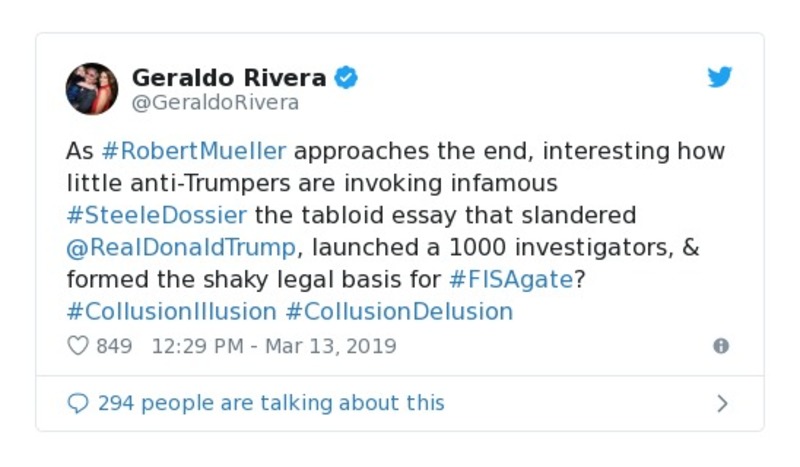 Geraldo Rivera
@GeraldoRivera
As #RobertMueller approaches the end, interesting how
little anti-Trumpers are invoking infamous
#SteeleDossier the tabloid essay that slandered
@RealDonaldTrump, launched a 1000 investigators, &
formed the shaky legal basis for #FISAgate?
#CollusionIllusion #CollusionDelusion
849 12:29 PM - Mar 13, 2019
294 people are talking about this